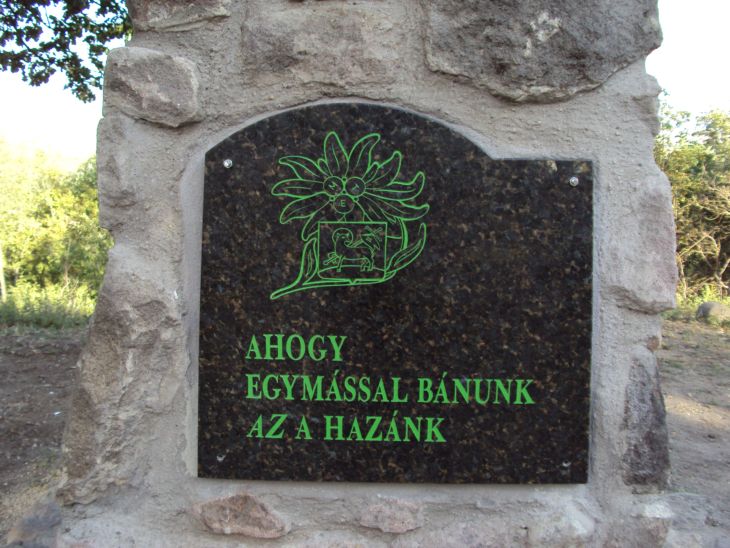 M T
E
AHOGY
EGYMÁSSAL BÁNUNK
AZ A HAZÁNK